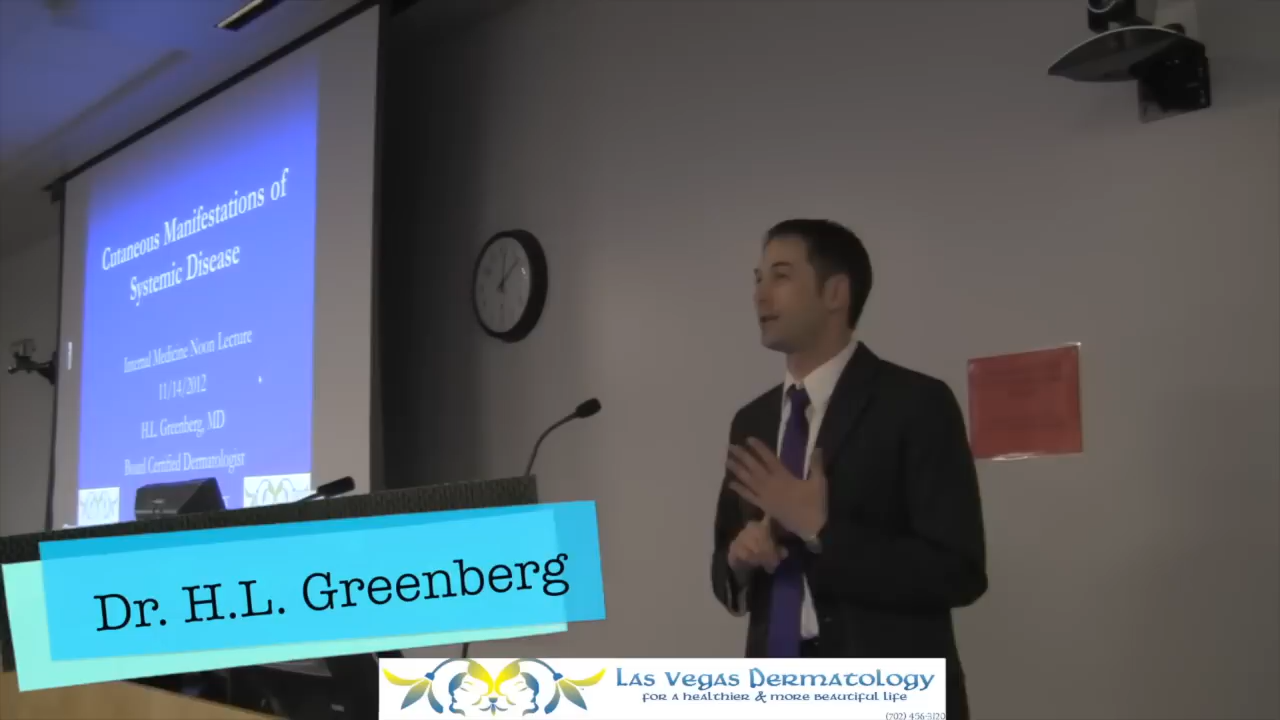 Cutaneous Manifestations of
Systemic Disease
Internal Medicine Noon Lecture
11/14/2012
H.L. Greenberg, MD
Board Certified Dermatologist
Dr. H.L. Greenberg
Las Vegas Dermatology
for a healthier & more beautiful life
(702) 456-3120